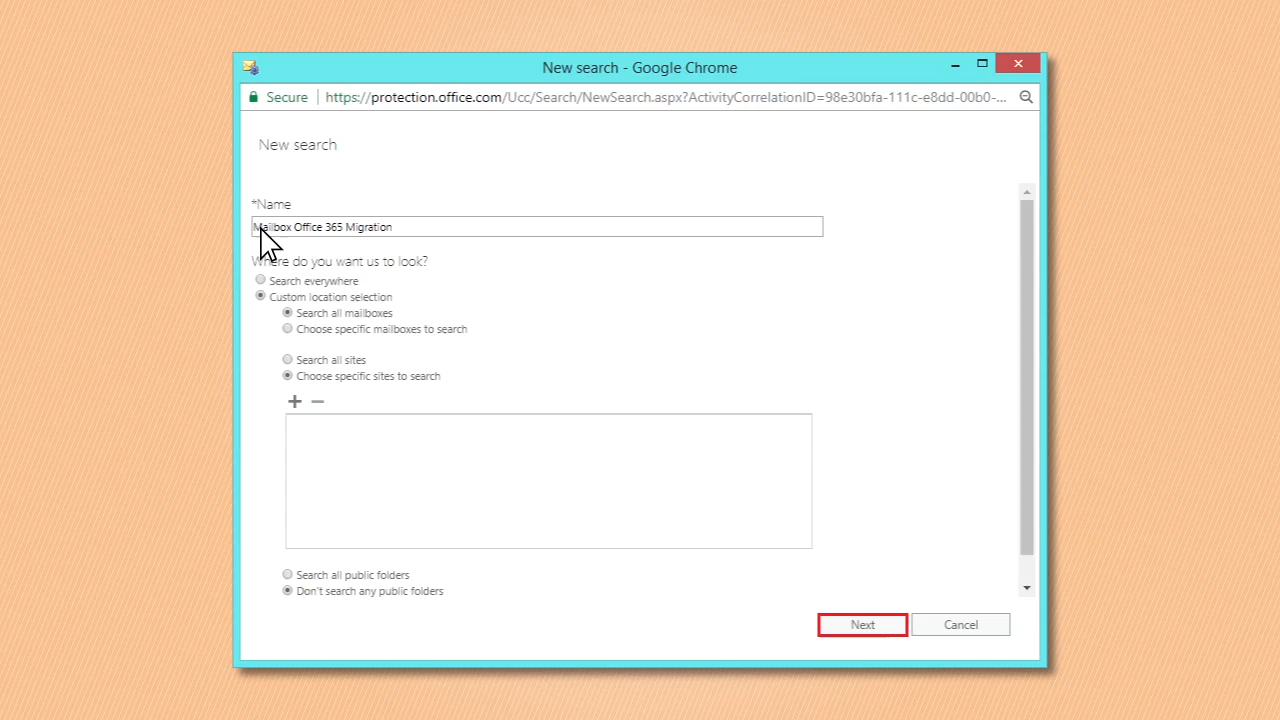 New search - Google Chrome
Secure https://protection.office.com/Ucc/Search/NewSearch.aspx?ActivityCorrelationID=98e30bfa-111c-e8dd-00b0-...
New search
*Name
Mailbox Office 365 Migration
Where do you want us to look?
Search everywhere
Custom location selection
Search all mailboxes
Choose specific mailboxes to search
Search all sites
Choose specific sites to search
Search all public folders
Don't search any public folders
Next Cancel